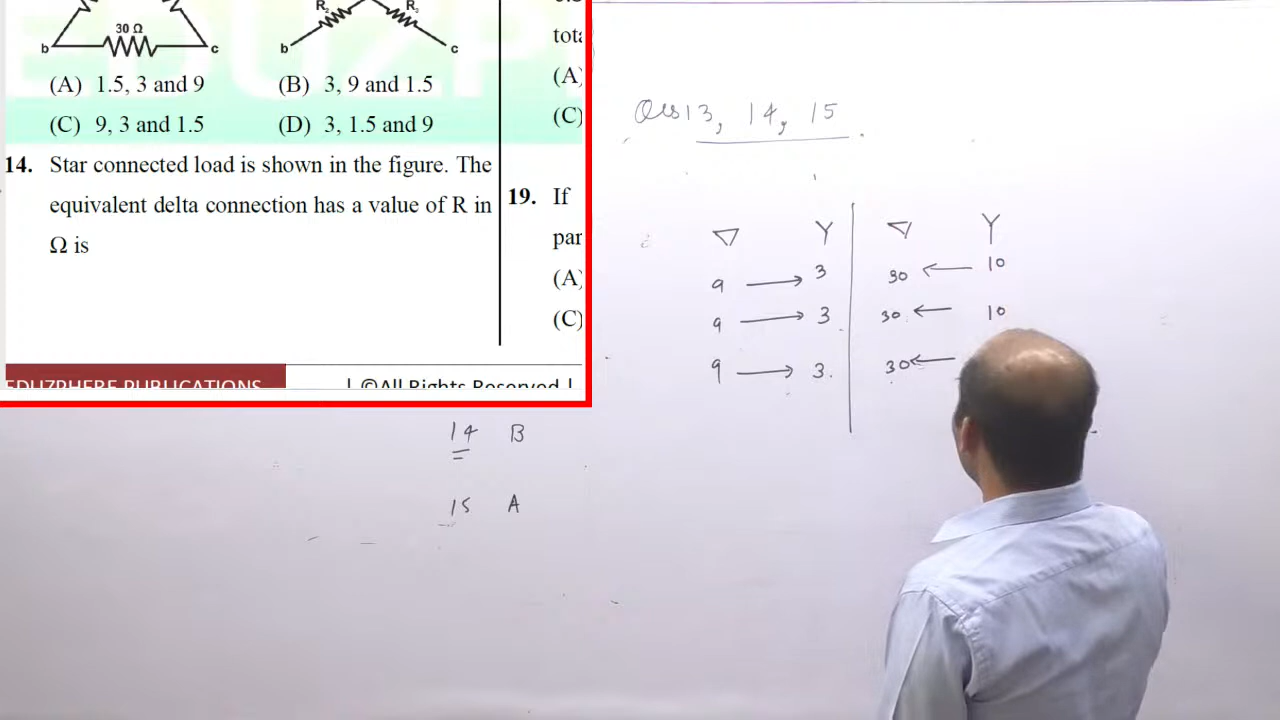 R₂
R₃
30 Ω
b
c
b
c
(A) 1.5, 3 and 9
(B) 3, 9 and 1.5
(C) 9, 3 and 1.5
(D) 3, 1.5 and 9
14. Star connected load is shown in the figure. The
equivalent delta connection has a value of R in
Ω is
(A)
(C)
19. If
(A)
(C)
EDUZPHERE PUBLICATIONS
| ©All Rights Reserved |
Ques 13, 14, 15
▽ Y
9 → 3
9 → 3
9 → 3.
▽ Y
30 ← 10
30. ← 10
30 ←
14 B
15 A